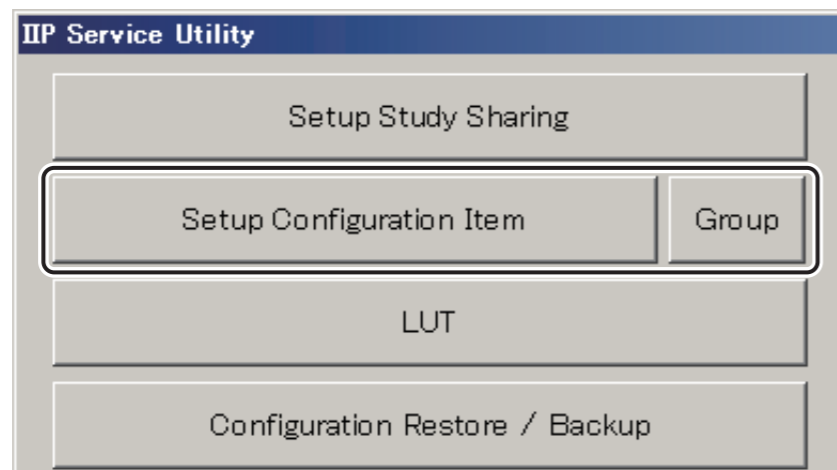 IIP Service Utility
Setup Study Sharing
Setup Configuration Item Group
LUT
Configuration Restore / Backup